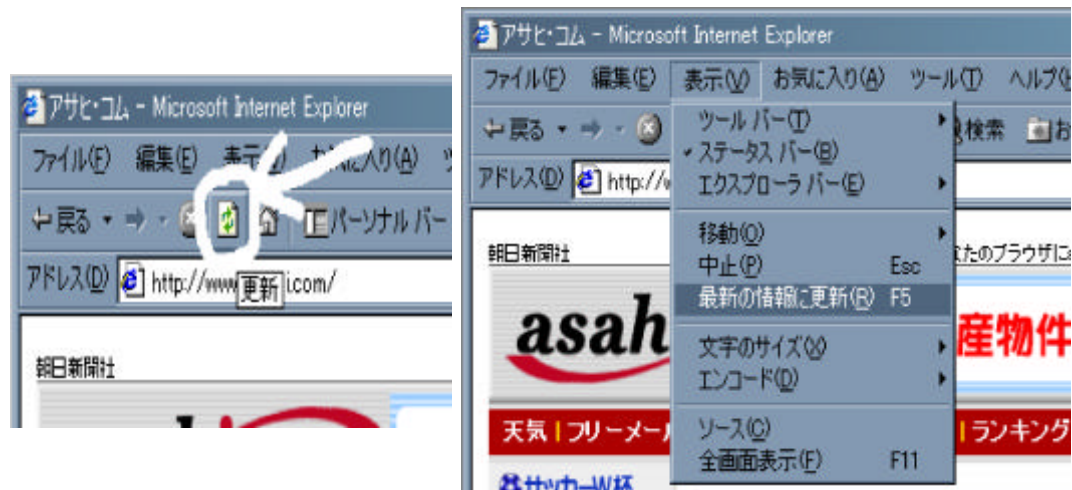 アサヒ・コム - Microsoft Internet Explorer
ファイル(F) 編集(E)
戻る
パーソナル バー
アドレス(D) http://www
更新
i.com/
朝日新聞社
アサヒ・コム - Microsoft Internet Explorer
ファイル(F) 編集(E) 表示(V) お気に入り(A) ツール(T) ヘルプ(H
戻る
検索 お
アドレス(D) http://w
ツール バー(T)
ステータス バー(B)
エクスプローラ バー(E)
移動(O)
中止(P) Esc
最新の情報に更新(R) F5
文字のサイズ(X)
エンコード(D)
ソース(C)
全画面表示(F) F11
朝日新聞社
たのブラウザに
asah
産物件
天気 フリーメー
ランキング
サッカーW杯